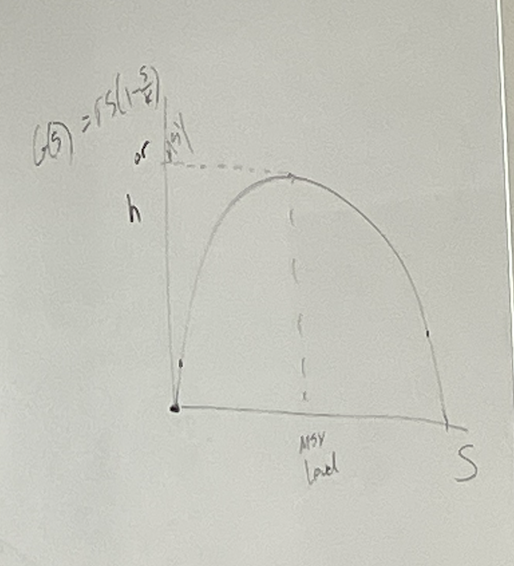 G(S) = rS(1-S/K)
or
h
MSY
Level
S